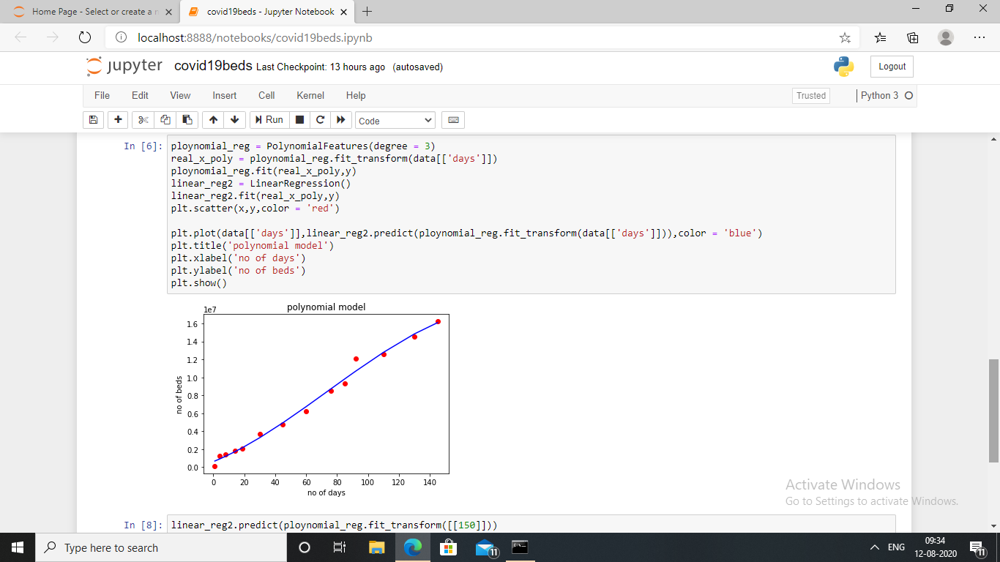 Home Page - Select or create a n
covid19beds - Jupyter Notebook
localhost:8888/notebooks/covid19beds.ipynb
jupyter covid19beds Last Checkpoint: 13 hours ago (autosaved)
Logout
File Edit View Insert Cell Kernel Help
Trusted
Python 3
Run
Code
In [6]: ploynomial_reg = PolynomialFeatures(degree = 3)
real_x_poly = ploynomial_reg.fit_transform(data[['days']])
ploynomial_reg.fit(real_x_poly,y)
linear_reg2 = LinearRegression()
linear_reg2.fit(real_x_poly,y)
plt.scatter(x,y,color = 'red')
plt.plot(data[['days']],linear_reg2.predict(ploynomial_reg.fit_transform(data[['days']])),color = 'blue')
plt.title('polynomial model')
plt.xlabel('no of days')
plt.ylabel('no of beds')
plt.show()
polynomial model
1e7
1.6
1.4
1.2
1.0
0.8
0.6
0.4
0.2
0.0
no of beds
0 20 40 60 80 100 120 140
no of days
Activate Windows
Go to Settings to activate Windows.
In [8]: linear_reg2.predict(ploynomial_reg.fit_transform([[150]]))
Type here to search
11
ENG
09:34
12-08-2020
11